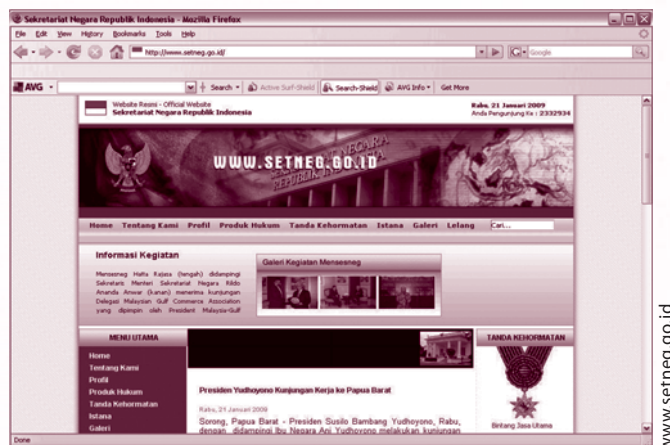 Sekretariat Negara Republik Indonesia - Mozilla Firefox
File Edit View History Bookmarks Tools Help
http://www.setneg.go.id/
Google
AVG
Search
Active Surf-Shield
Search-Shield
AVG Info
Get More
Website Resmi - Official Website
Sekretariat Negara Republik Indonesia
Rabu, 21 Januari 2009
Anda Pengunjung Ke : 2332934
WWW.SETNEG.GO.ID
Home Tentang Kami Profil Produk Hukum Tanda Kehormatan Istana Galeri Lelang
Cari...
Informasi Kegiatan
Mensesneg Hatta Rajasa (tengah) didampingi
Sekretaris Menteri Sekretariat Negara Rildo
Ananda Anwar (kanan) menerima kunjungan
Delegasi Malaysian Gulf Commerce Association
yang dipimpin oleh Presiden Malaysia-Gulf
Galeri Kegiatan Mensesneg
MENU UTAMA
Home
Tentang Kami
Profil
Produk Hukum
Tanda Kehormatan
Istana
Galeri
Presiden Yudhoyono Kunjungan Kerja ke Papua Barat
Rabu, 21 Januari 2009
Sorong, Papua Barat - Presiden Susilo Bambang Yudhoyono, Rabu,
dengan didampingi Ibu Negara Ani Yudhoyono melakukan kunjungan
TANDA KEHORMATAN
Bintang Jasa Utama
Done
www.setneg.go.id